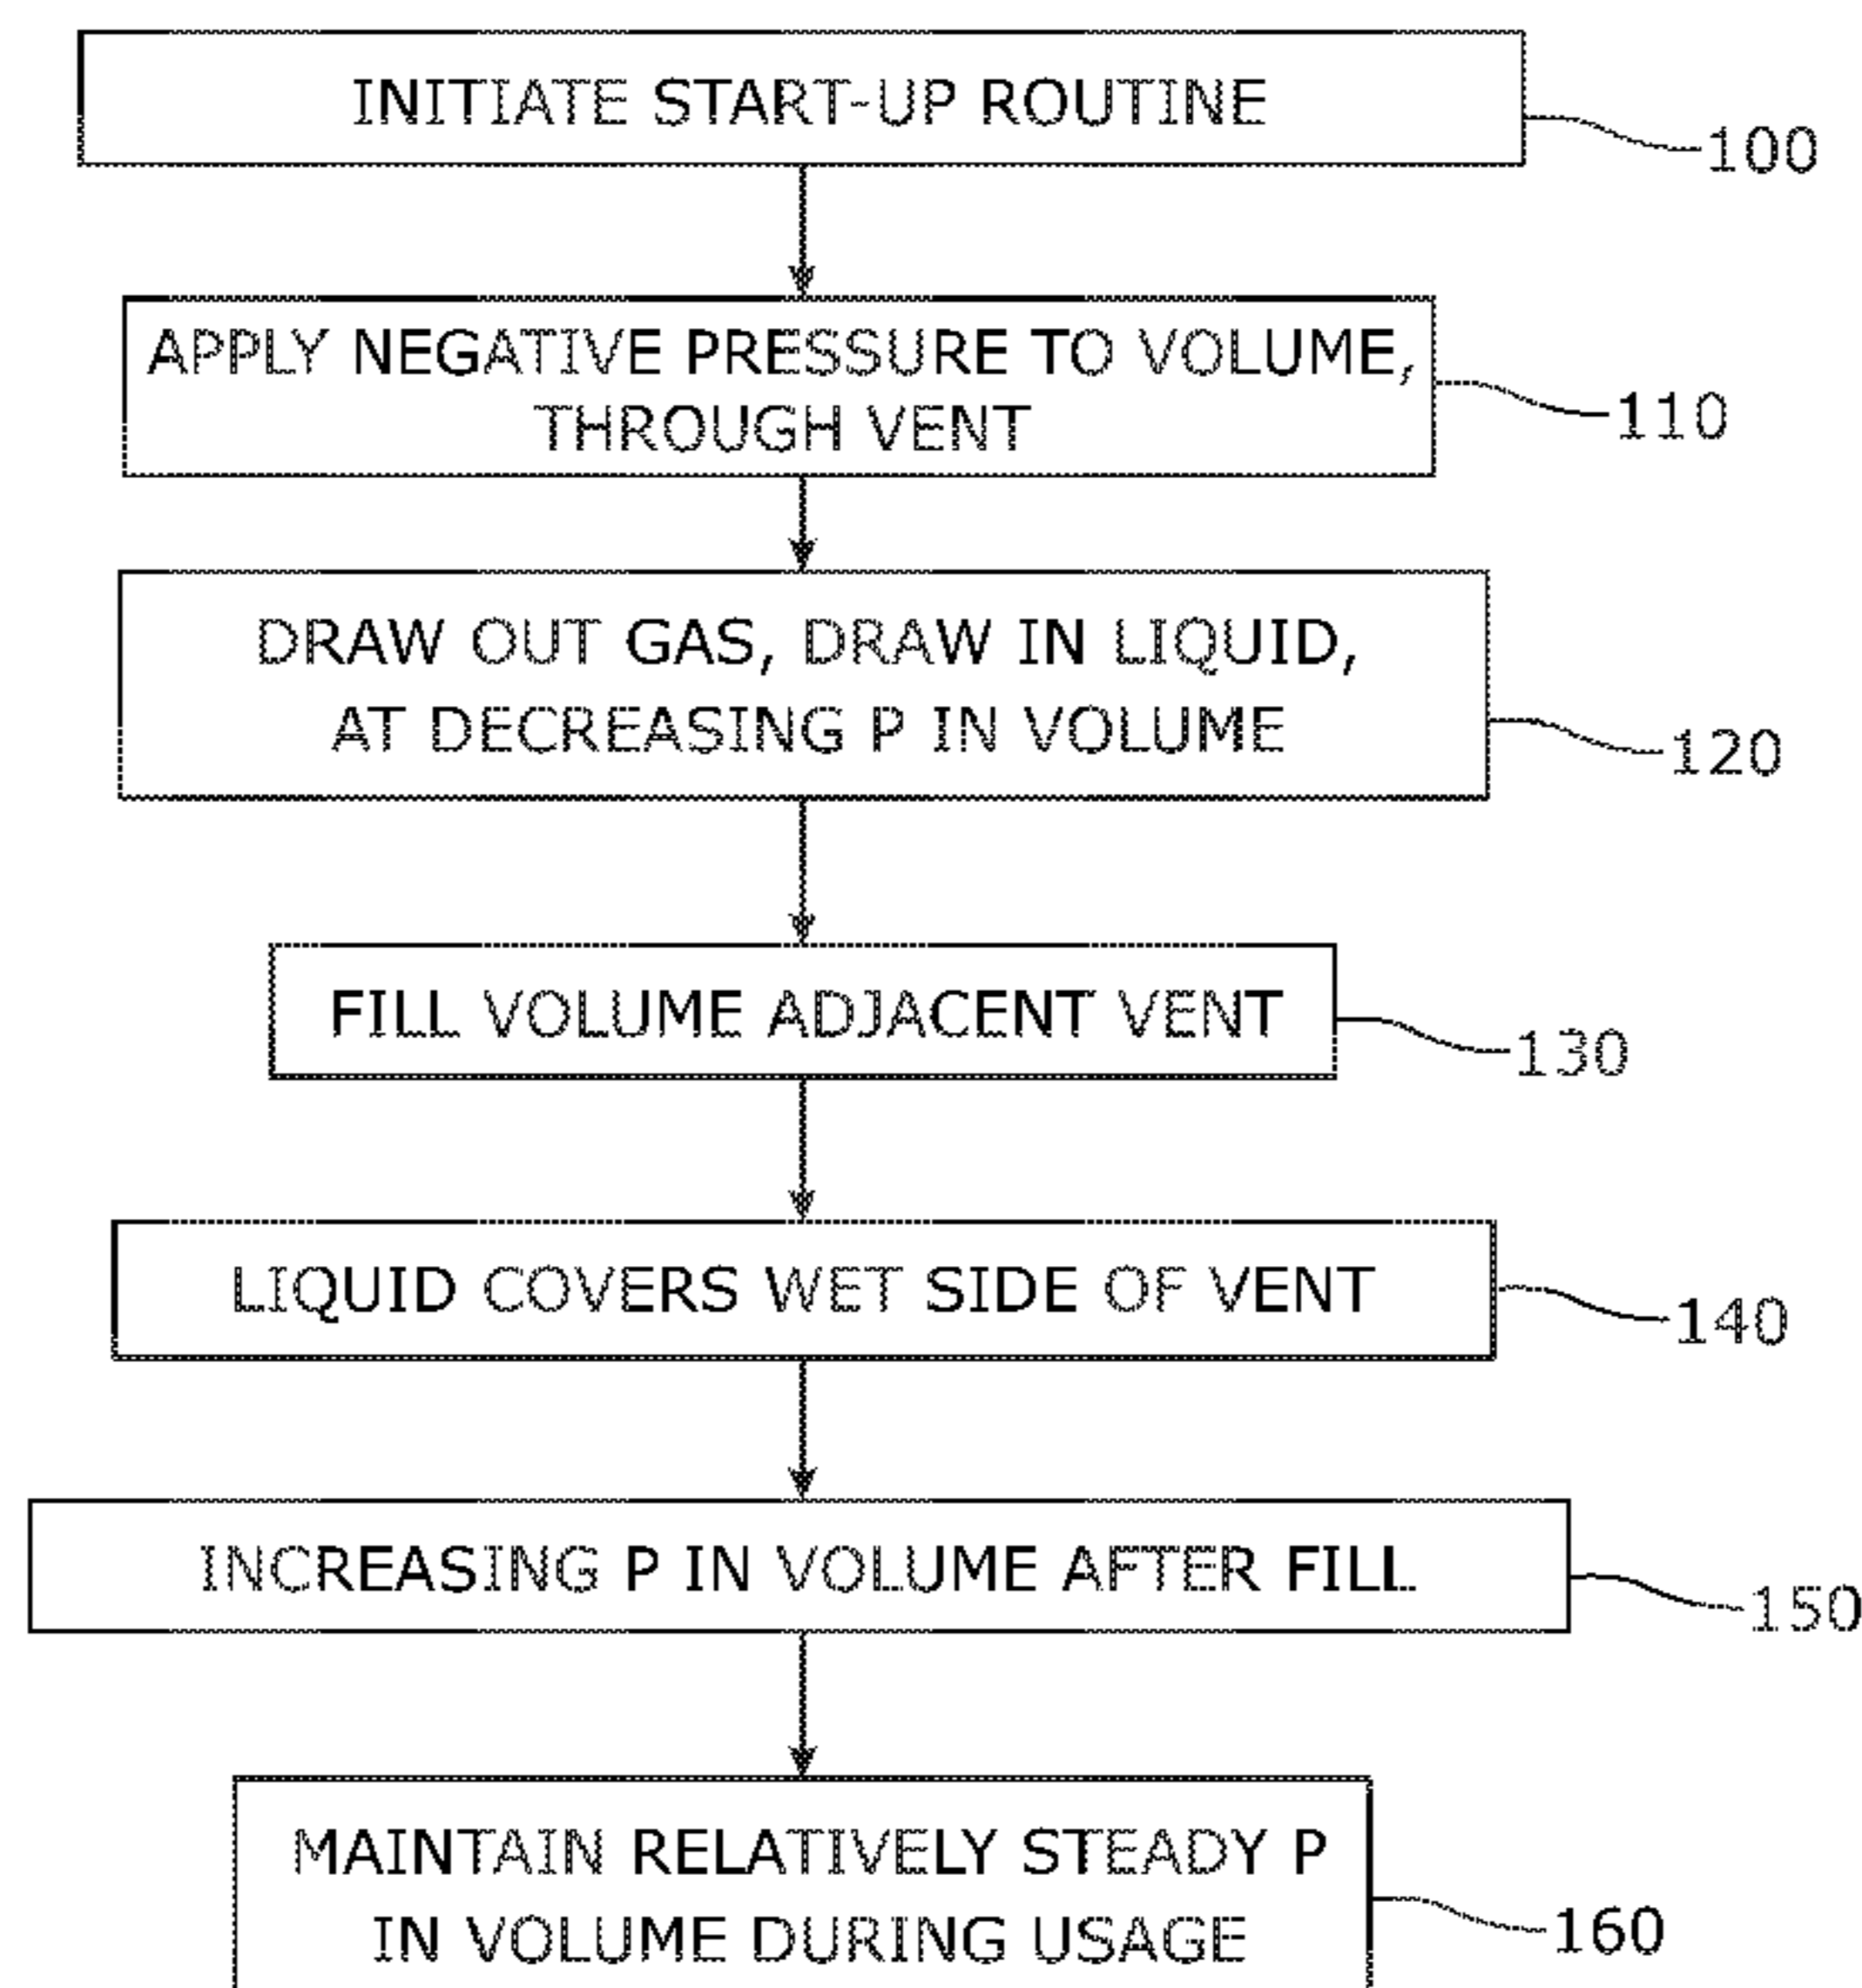 INITIATE START-UP ROUTINE
100
APPLY NEGATIVE PRESSURE TO VOLUME,
THROUGH VENT
110
DRAW OUT GAS, DRAW IN LIQUID,
AT DECREASING P IN VOLUME
120
FILL VOLUME ADJACENT VENT
130
LIQUID COVERS WET SIDE OF VENT
140
INCREASING P IN VOLUME AFTER FILL
150
MAINTAIN RELATIVELY STEADY P
IN VOLUME DURING USAGE
160